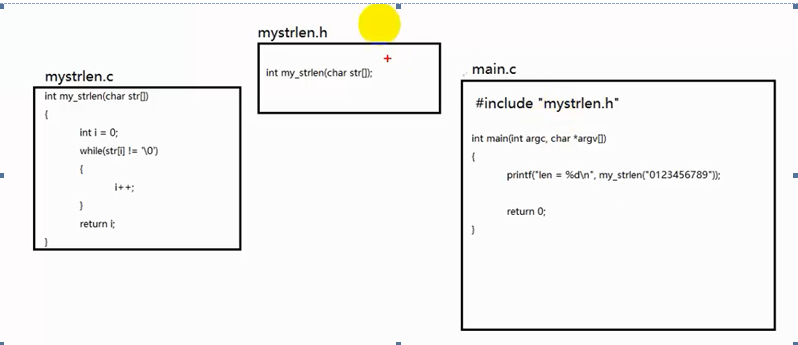 mystrlen.c
int my_strlen(char str[])
{
int i = 0;
while(str[i] != '\0')
{
i++;
}
return i;
}
mystrlen.h
int my_strlen(char str[]);
main.c
#include "mystrlen.h"
int main(int argc, char *argv[])
{
printf("len = %d\n", my_strlen("0123456789"));
return 0;
}